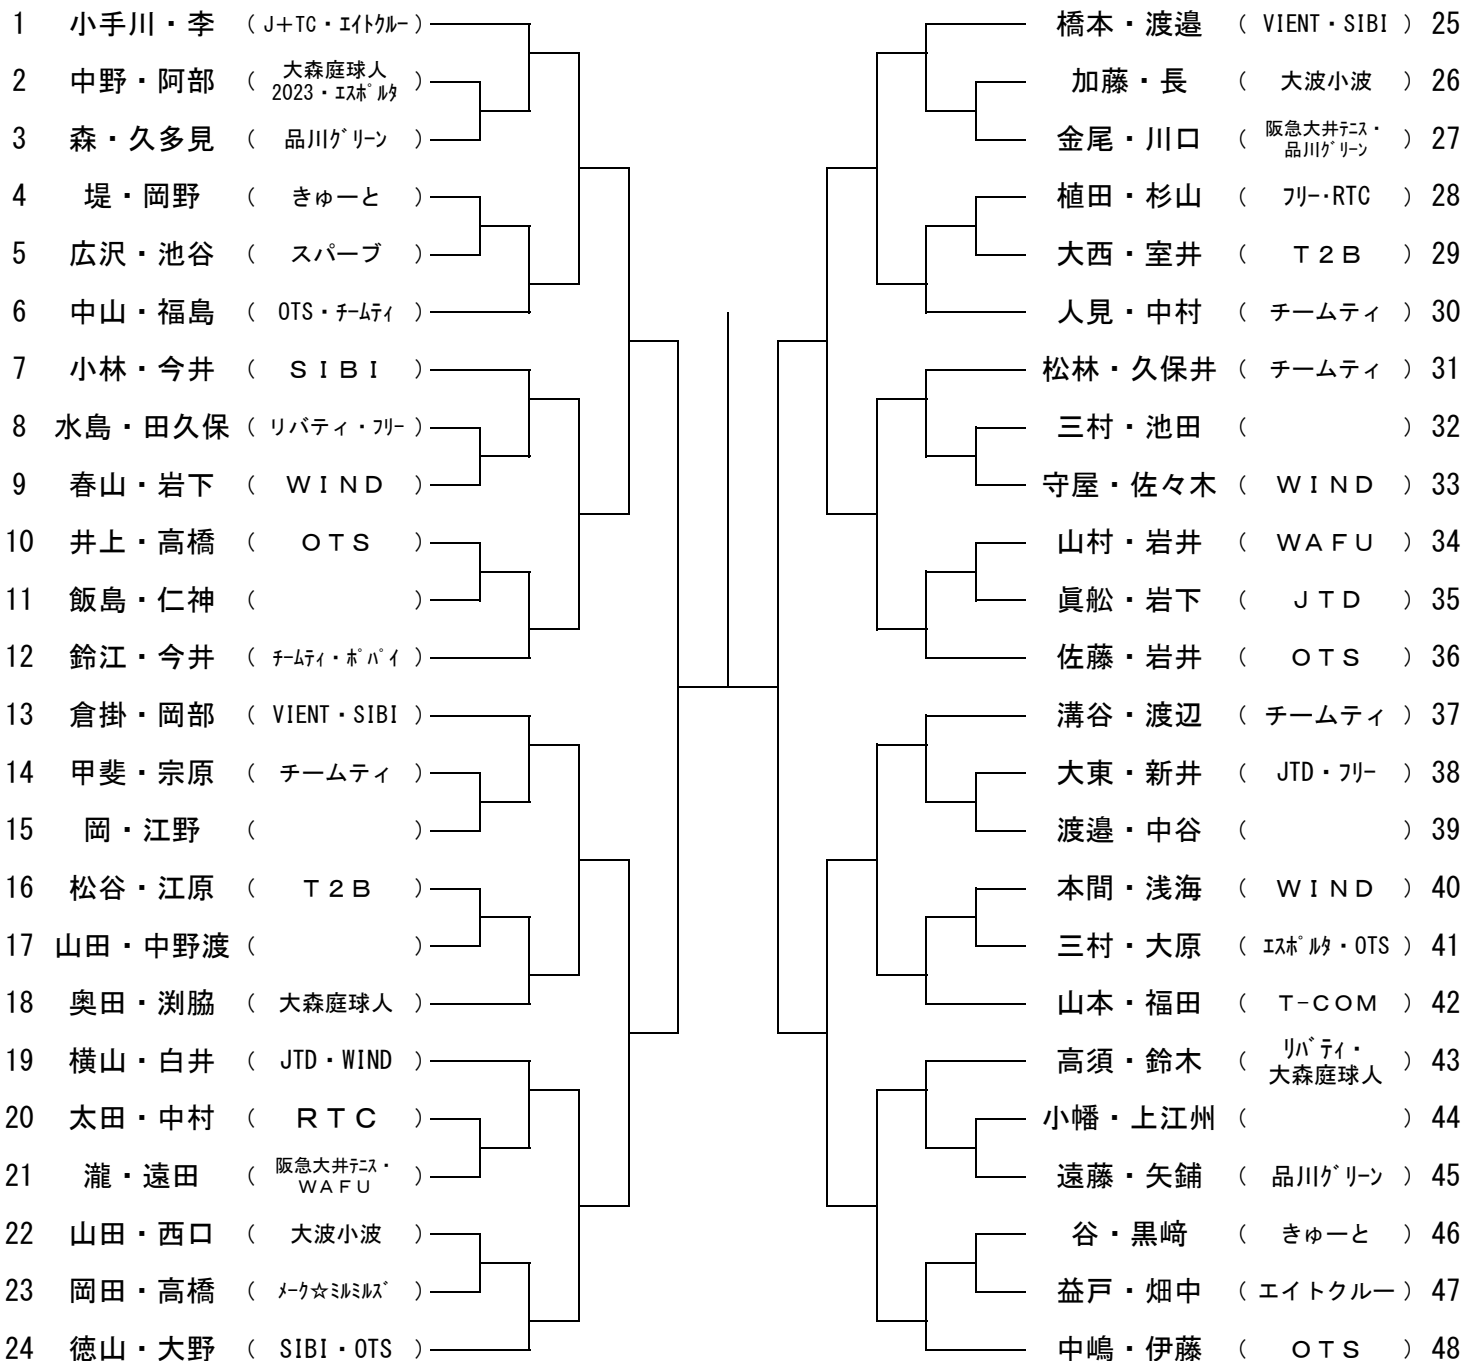 1 小手川・李 （J＋TC・ｴｲﾄｸﾙｰ）
2 中野・阿部 （大森庭球人
2023・ｴｽﾎﾟﾙﾀ）
3 森・久多見 （品川ｸﾞﾘｰﾝ）
4 堤・岡野 （きゅーと）
5 広沢・池谷 （スパーブ）
6 中山・福島 （OTS・ﾁｰﾑﾃｨ）
7 小林・今井 （ＳＩＢＩ）
8 水島・田久保 （リバティ・ﾌﾘｰ）
9 春山・岩下 （ＷＩＮＤ）
10 井上・高橋 （ＯＴＳ）
11 飯島・仁神 （ ）
12 鈴江・今井 （ﾁｰﾑﾃｨ・ﾎﾟﾊﾟｲ）
13 倉掛・岡部 （VIENT・SIBI）
14 甲斐・宗原 （チームティ）
15 岡・江野 （ ）
16 松谷・江原 （Ｔ２Ｂ）
17 山田・中野渡 （ ）
18 奥田・渕脇 （大森庭球人）
19 横山・白井 （JTD・WIND）
20 太田・中村 （ＲＴＣ）
21 瀧・遠田 （阪急大井ﾃﾆｽ・
ＷＡＦＵ）
22 山田・西口 （大波小波）
23 岡田・高橋 （ﾒｰｸ☆ﾐﾙﾐﾙｽﾞ）
24 徳山・大野 （SIBI・OTS）
橋本・渡邉 （VIENT・SIBI） 25
加藤・長 （大波小波） 26
金尾・川口 （阪急大井ﾃﾆｽ・
品川ｸﾞﾘｰﾝ） 27
植田・杉山 （ﾌﾘｰ･RTC） 28
大西・室井 （Ｔ２Ｂ） 29
人見・中村 （チームティ） 30
松林・久保井 （チームティ） 31
三村・池田 （ ） 32
守屋・佐々木 （ＷＩＮＤ） 33
山村・岩井 （ＷＡＦＵ） 34
眞舩・岩下 （ＪＴＤ） 35
佐藤・岩井 （ＯＴＳ） 36
溝谷・渡辺 （チームティ） 37
大東・新井 （JTD・ﾌﾘｰ） 38
渡邉・中谷 （ ） 39
本間・浅海 （ＷＩＮＤ） 40
三村・大原 （ｴｽﾎﾟﾙﾀ・OTS） 41
山本・福田 （Ｔ-ＣＯＭ） 42
高須・鈴木 （ﾘﾊﾞﾃｨ・
大森庭球人） 43
小幡・上江州 （ ） 44
遠藤・矢鋪 （品川ｸﾞﾘｰﾝ） 45
谷・黒﨑 （きゅーと） 46
益戸・畑中 （エイトクルー） 47
中嶋・伊藤 （ＯＴＳ） 48